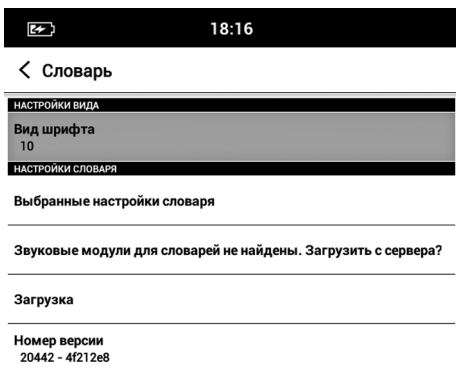 18:16
Словарь
НАСТРОЙКИ ВИДА
Вид шрифта
10
НАСТРОЙКИ СЛОВАРЯ
Выбранные настройки словаря
Звуковые модули для словарей не найдены. Загрузить с сервера?
Загрузка
Номер версии
20442 - 4f212e8